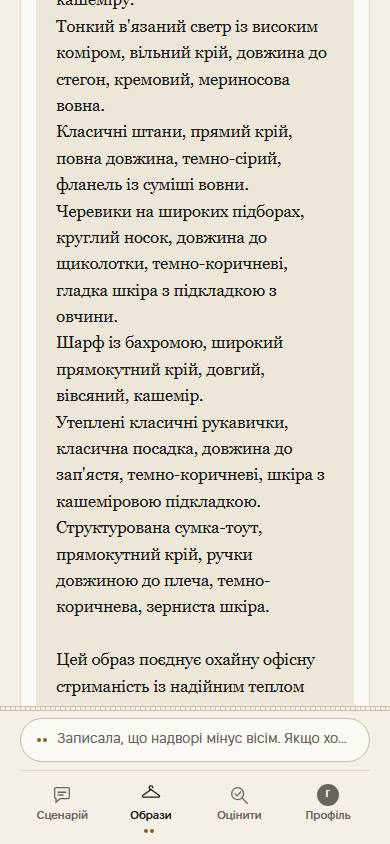 кашеміру.
Тонкий в'язаний светр із високим
коміром, вільний крій, довжина до
стегон, кремовий, мериносова
вовна.
Класичні штани, прямий крій,
повна довжина, темно-сірий,
фланель із суміші вовни.
Черевики на широких підборах,
круглий носок, довжина до
щиколотки, темно-коричневі,
гладка шкіра з підкладкою з
овчини.
Шарф із бахромою, широкий
прямокутний крій, довгий,
вівсяний, кашемір.
Утеплені класичні рукавички,
класична посадка, довжина до
зап'ястя, темно-коричневі, шкіра з
кашеміровою підкладкою.
Структурована сумка-тоут,
прямокутний крій, ручки
довжиною до плеча, темно-
коричнева, зерниста шкіра.
Цей образ поєднує охайну офісну
стриманість із надійним теплом
Записала, що надворі мінус вісім. Якщо хо...
Сценарій
Образи
Оцінити
Г
Профіль